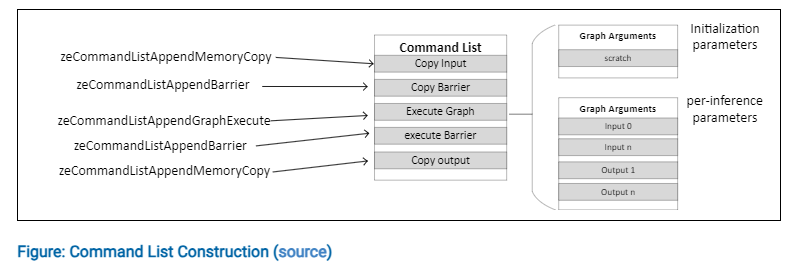 zeCommandListAppendMemoryCopy
zeCommandListAppendBarrier
zeCommandListAppendGraphExecute
zeCommandListAppendBarrier
zeCommandListAppendMemoryCopy
Command List
Copy Input
Copy Barrier
Execute Graph
execute Barrier
Copy output
Graph Arguments
scratch
Initialization
parameters
Graph Arguments
Input 0
Input n
Output 1
Output n
per-inference
parameters
Figure: Command List Construction (source)